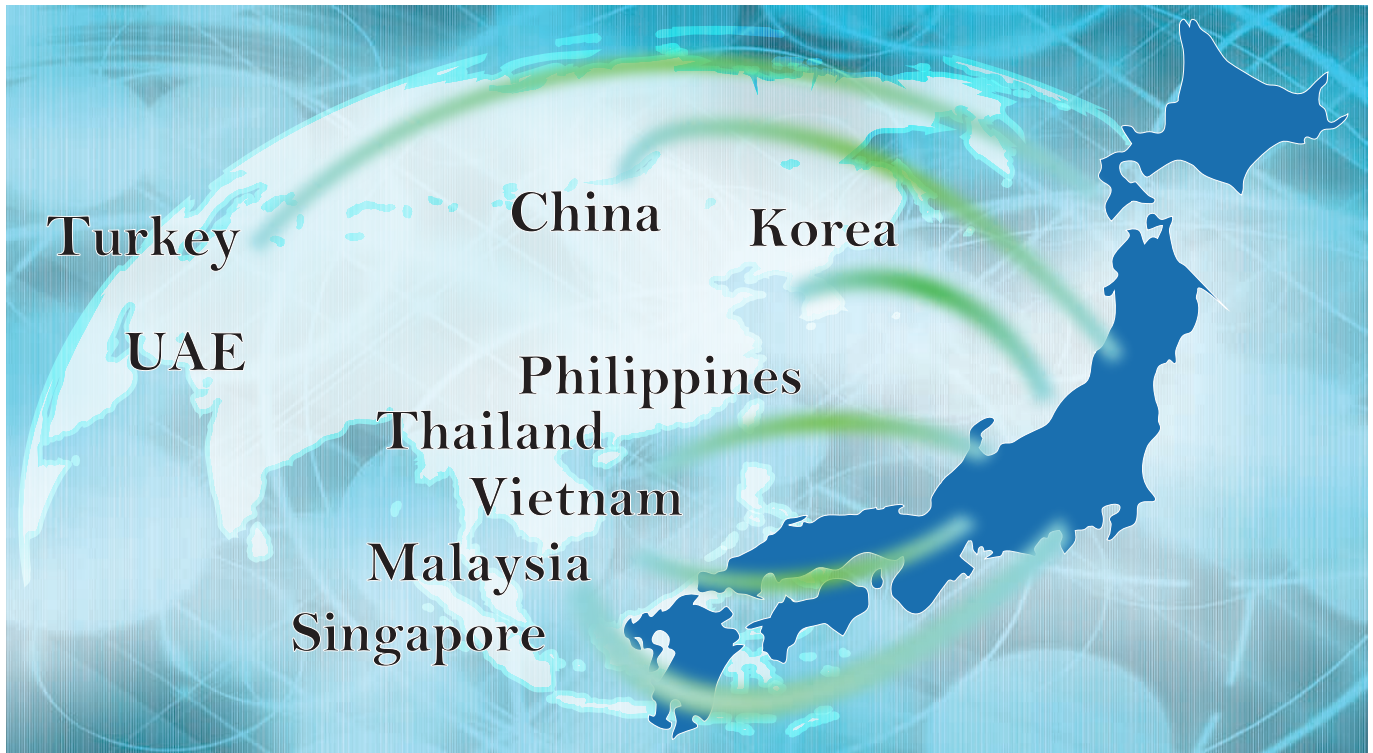 Turkey
China
Korea
UAE
Philippines
Thailand
Vietnam
Malaysia
Singapore